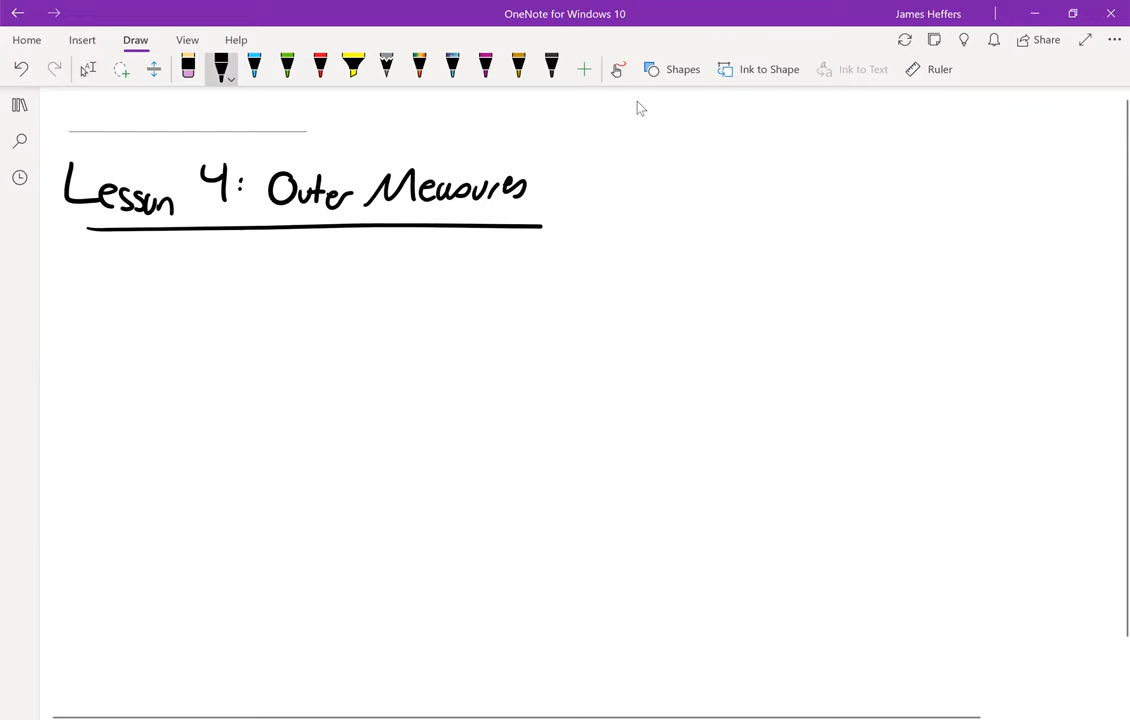 OneNote for Windows 10
James Heffers
Home Insert Draw View Help
Share
Shapes Ink to Shape Ink to Text Ruler
Lesson 4: Outer Measures